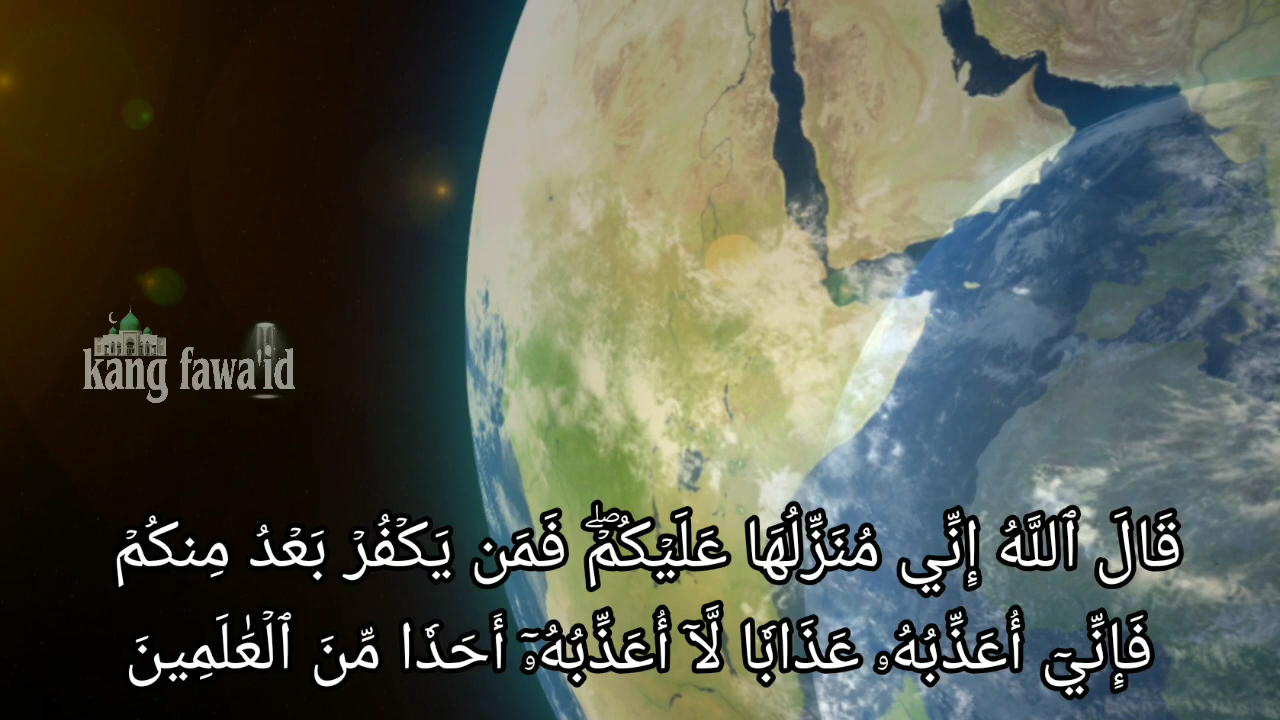 kang fawa'id
قَالَ ٱللَّهُ إِنِّي مُنَزِّلُهَا عَلَيۡكُمۡۖ فَمَن يَكۡفُرۡ بَعۡدُ مِنكُمۡ
فَإِنِّيٓ أُعَذِّبُهُۥ عَذَابٗا لَّآ أُعَذِّبُهُۥٓ أَحَدٗا مِّنَ ٱلۡعَٰلَمِينَ